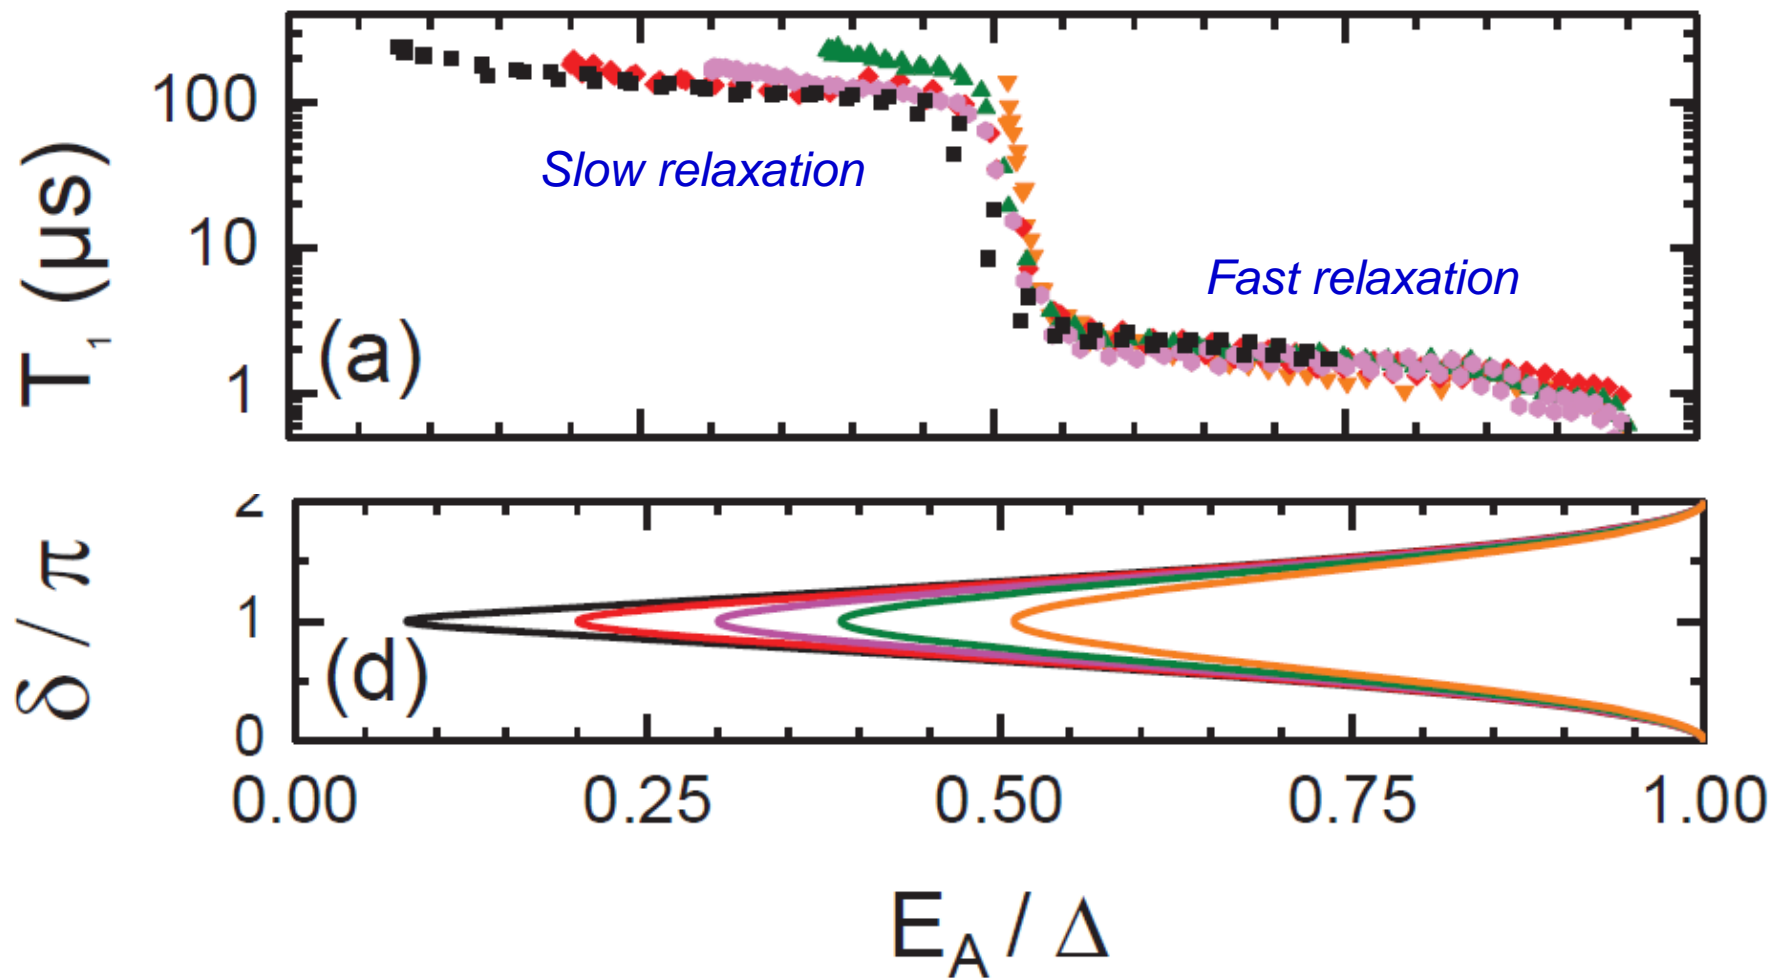 100
10
1
T₁ (μs)
Slow relaxation
Fast relaxation
(a)
2
1
0
δ / π
(d)
0.00 0.25 0.50 0.75 1.00
E_A / Δ